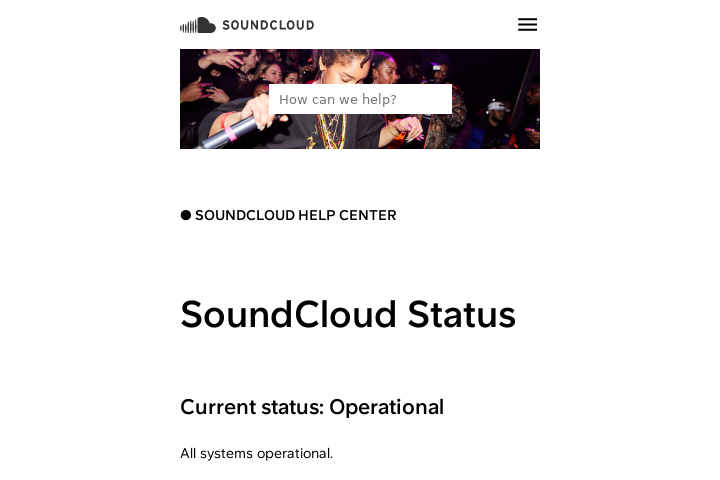 SOUNDCLOUD
How can we help?
● SOUNDCLOUD HELP CENTER
SoundCloud Status
Current status: Operational
All systems operational.